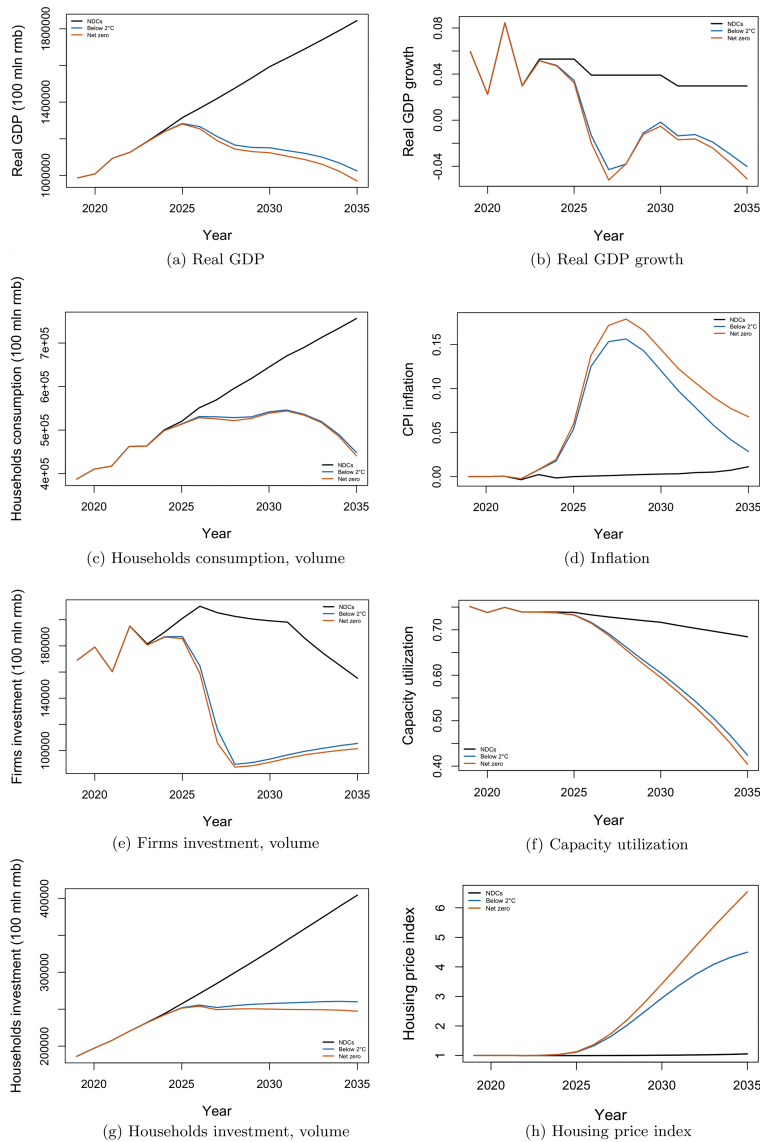 Real GDP (100 mln rmb)
1000000 1400000 1800000
NDCs
Below 2°C
Net zero
2020 2025 2030 2035
Year
(a) Real GDP
Real GDP growth
-0.04 0.00 0.04 0.08
NDCs
Below 2°C
Net zero
2020 2025 2030 2035
Year
(b) Real GDP growth
Households consumption (100 mln rmb)
4e+05 5e+05 6e+05 7e+05
NDCs
Below 2°C
Net zero
2020 2025 2030 2035
Year
(c) Households consumption, volume
CPI inflation
0.00 0.05 0.10 0.15
NDCs
Below 2°C
Net zero
2020 2025 2030 2035
Year
(d) Inflation
Firms investment (100 mln rmb)
100000 140000 180000
NDCs
Below 2°C
Net zero
2020 2025 2030 2035
Year
(e) Firms investment, volume
Capacity utilization
0.40 0.50 0.60 0.70
NDCs
Below 2°C
Net zero
2020 2025 2030 2035
Year
(f) Capacity utilization
Households investment (100 mln rmb)
200000 300000 400000
NDCs
Below 2°C
Net zero
2020 2025 2030 2035
Year
(g) Households investment, volume
Housing price index
1 2 3 4 5 6
NDCs
Below 2°C
Net zero
2020 2025 2030 2035
Year
(h) Housing price index